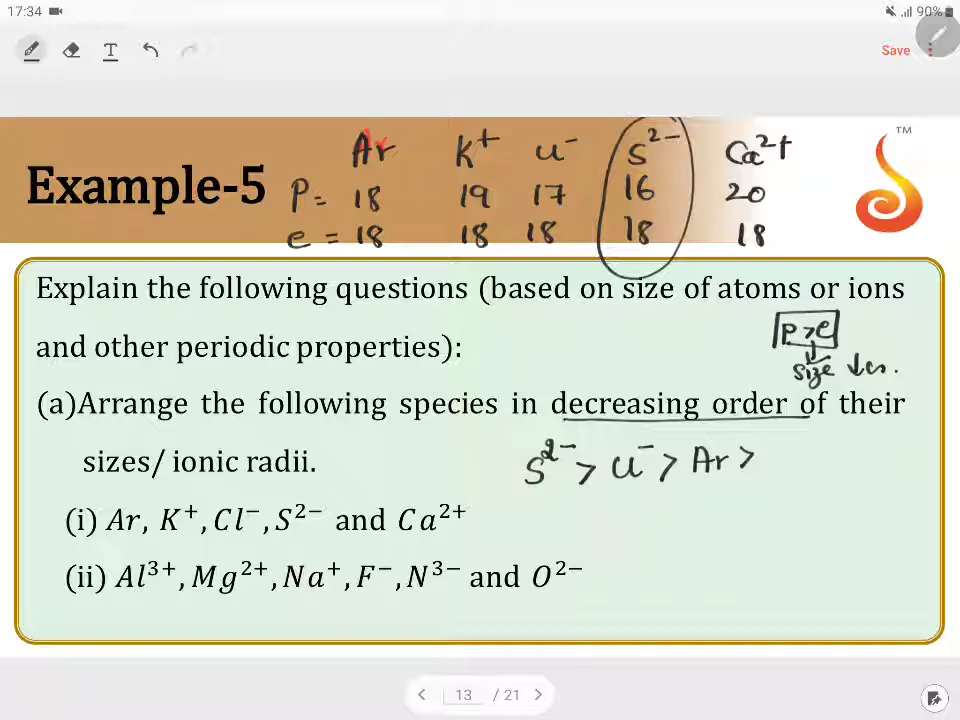 17:34 90%
T Save
Ar K⁺ Cl⁻ S²⁻ Ca²⁺ TM
Example-5 P= 18 19 17 16 20
e = 18 18 18 18 18
Explain the following questions (based on size of atoms or ions
P>e
and other periodic properties):
size ↓es.
(a)Arrange the following species in decreasing order of their
sizes/ ionic radii. S²⁻ > Cl⁻ > Ar >
(i) Ar, K⁺, Cl⁻, S²⁻ and Ca²⁺
(ii) Al³⁺, Mg²⁺, Na⁺, F⁻, N³⁻ and O²⁻
< 13 / 21 >